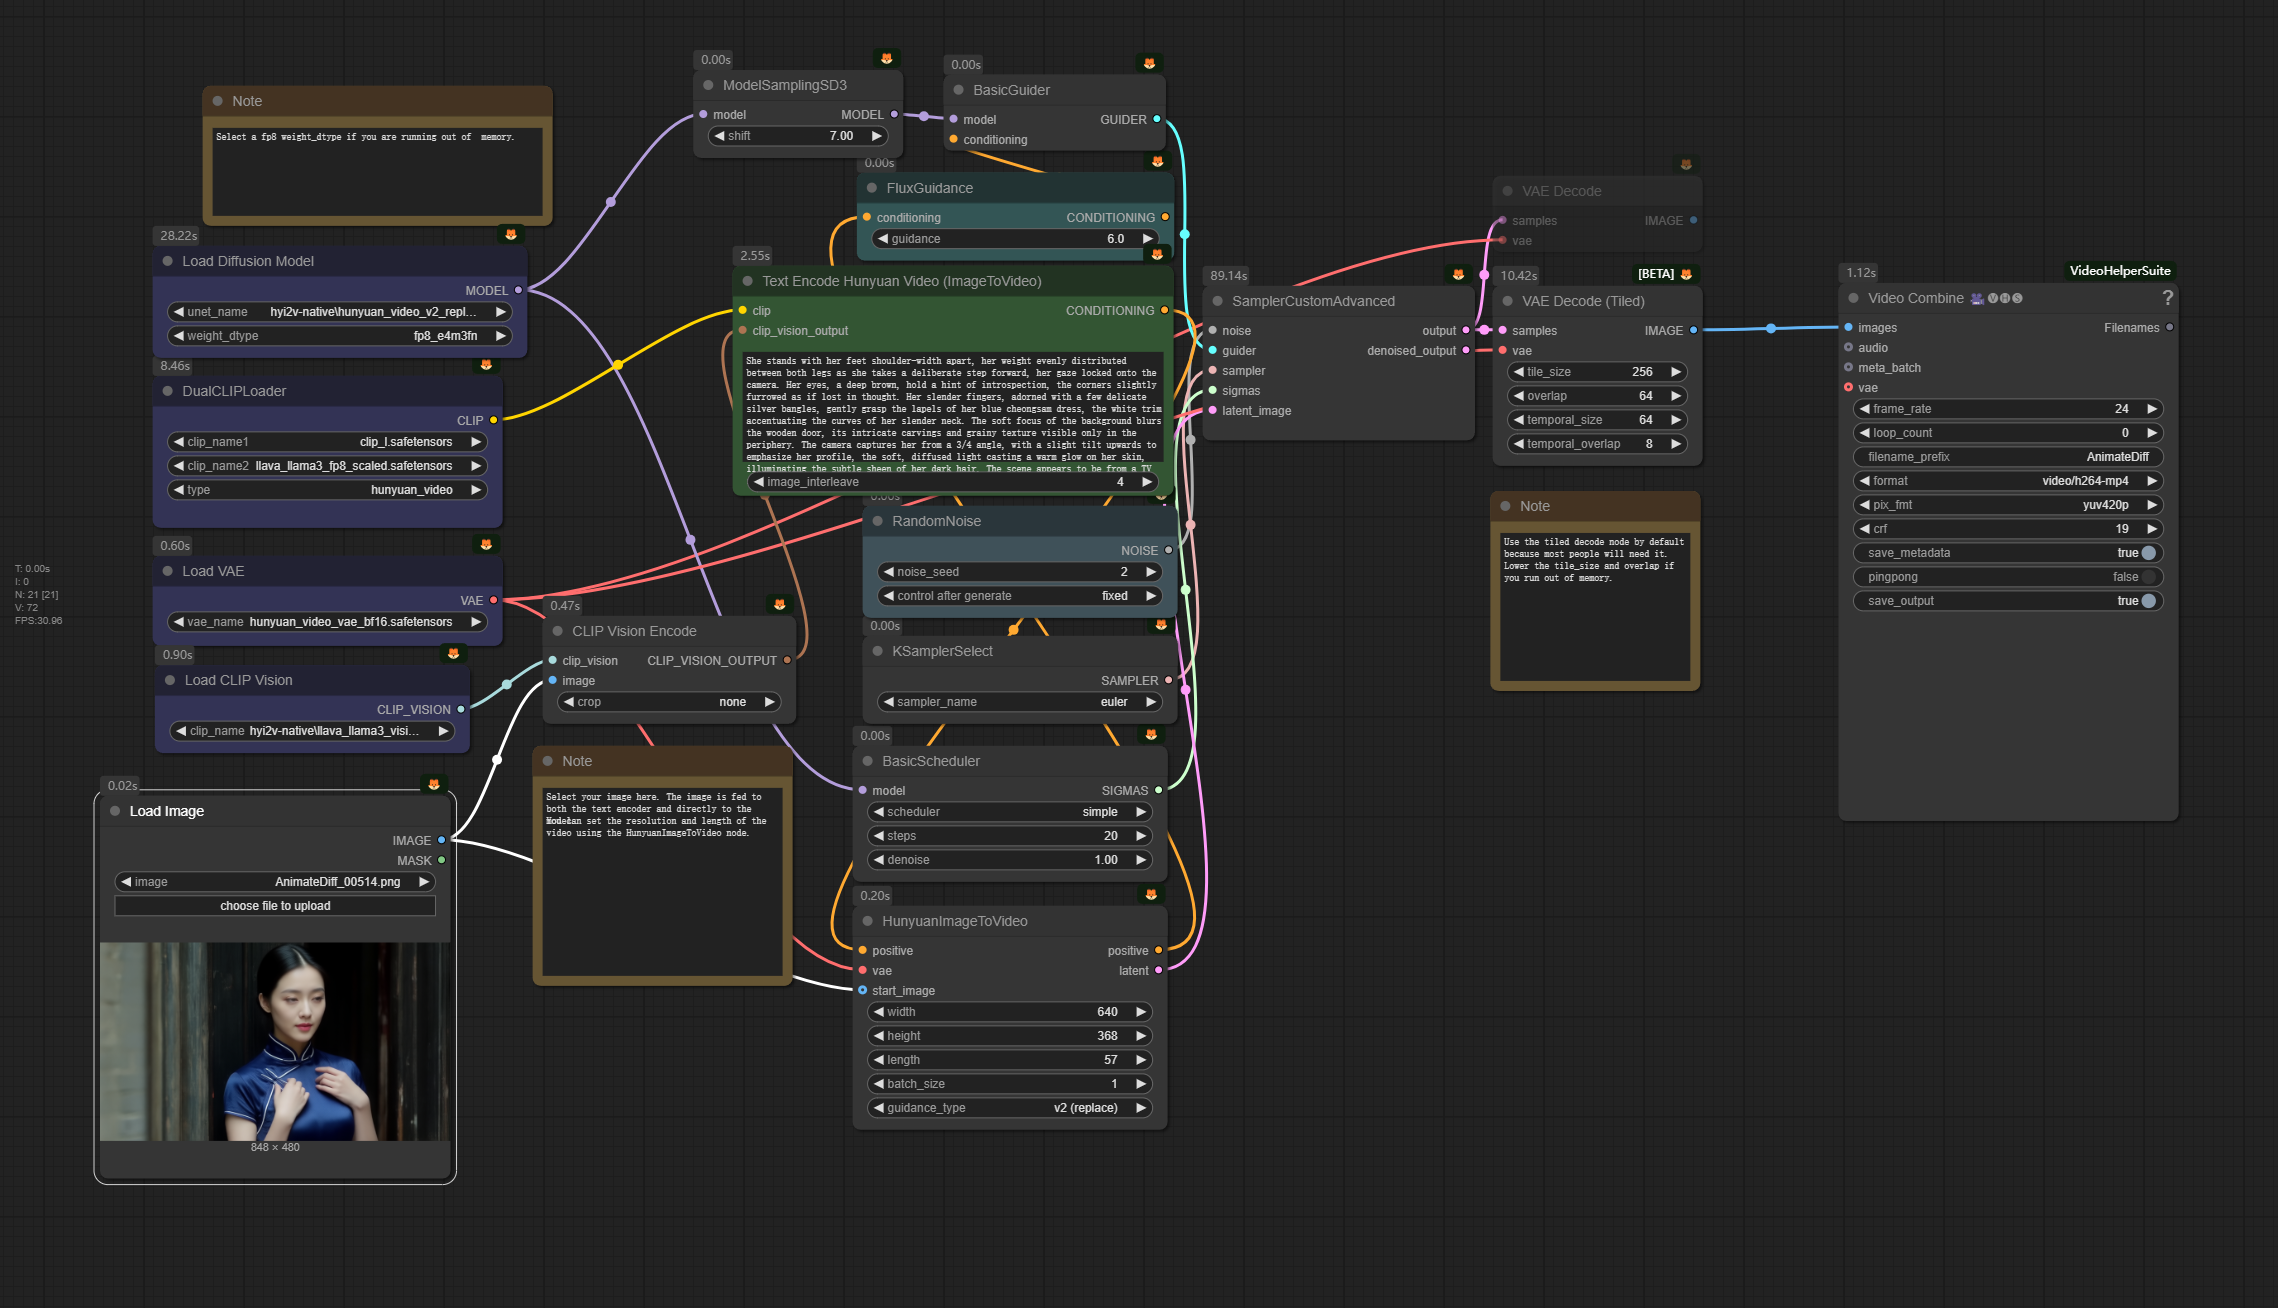 T: 0.00s
I: 0
N: 21 [21]
V: 72
FPS:30.96
Note
Select a fp8 weight_dtype if you are running out of  memory.
28.22s
Load Diffusion Model
MODEL
unet_name hyi2v-native\hunyuan_video_v2_repl...
weight_dtype fp8_e4m3fn
8.46s
DualCLIPLoader
CLIP
clip_name1 clip_l.safetensors
clip_name2 llava_llama3_fp8_scaled.safetensors
type hunyuan_video
0.60s
Load VAE
VAE
vae_name hunyuan_video_vae_bf16.safetensors
0.90s
Load CLIP Vision
CLIP_VISION
clip_name hyi2v-native\llava_llama3_visi...
0.02s
Load Image
IMAGE
MASK
image AnimateDiff_00514.png
choose file to upload
848 × 480
0.47s
CLIP Vision Encode
clip_vision CLIP_VISION_OUTPUT
image
crop none
Note
Select your image here. The image is fed to
both the text encoder and directly to the
can set the resolution and length of the
video using the HunyuanImageToVideo node.
0.00s
ModelSamplingSD3
model MODEL
shift 7.00
0.00s
BasicGuider
model GUIDER
conditioning
0.00s
FluxGuidance
conditioning CONDITIONING
guidance 6.0
2.55s
Text Encode Hunyuan Video (ImageToVideo)
clip CONDITIONING
clip_vision_output
She stands with her feet shoulder-width apart, her weight evenly distributed
between both legs as she takes a deliberate step forward, her gaze locked onto the
camera. Her eyes, a deep brown, hold a hint of introspection, the corners slightly
furrowed as if lost in thought. Her slender fingers, adorned with a few delicate
silver bangles, gently grasp the lapels of her blue cheongsam dress, the white trim
accentuating the curves of her slender neck. The soft focus of the background blurs
the wooden door, its intricate carvings and grainy texture visible only in the
periphery. The camera captures her from a 3/4 angle, with a slight tilt upwards to
emphasize her profile, the soft, diffused light casting a warm glow on her skin,
illuminating the subtle sheen of her dark hair. The scene appears to be from a TV
image_interleave 4
0.00s
RandomNoise
NOISE
noise_seed 2
control after generate fixed
0.00s
KSamplerSelect
SAMPLER
sampler_name euler
0.00s
BasicScheduler
model SIGMAS
scheduler simple
steps 20
denoise 1.00
0.20s
HunyuanImageToVideo
positive positive
vae latent
start_image
width 640
height 368
length 57
batch_size 1
guidance_type v2 (replace)
89.14s
SamplerCustomAdvanced
noise output
guider denoised_output
sampler
sigmas
latent_image
VAE Decode
samples IMAGE
vae
10.42s [BETA]
VAE Decode (Tiled)
samples IMAGE
vae
tile_size 256
overlap 64
temporal_size 64
temporal_overlap 8
Note
Use the tiled decode node by default
because most people will need it.
Lower the tile_size and overlap if
you run out of memory.
1.12s VideoHelperSuite
Video Combine 🎥🅥🅗🅢 ?
images Filenames
audio
meta_batch
vae
frame_rate 24
loop_count 0
filename_prefix AnimateDiff
format video/h264-mp4
pix_fmt yuv420p
crf 19
save_metadata true
pingpong false
save_output true